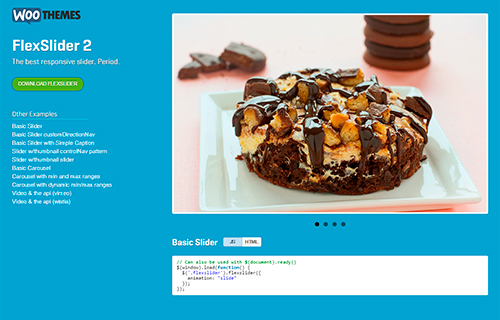 WOO THEMES
FlexSlider 2
The best responsive slider. Period.
DOWNLOAD FLEXSLIDER
Other Examples
Basic Slider
Basic Slider customDirectionNav
Basic Slider with Simple Caption
Slider w/thumbnail controlNav pattern
Slider w/thumbnail slider
Basic Carousel
Carousel with min and max ranges
Carousel with dynamic min/max ranges
Video & the api (vimeo)
Video & the api (wistia)
Basic Slider JS HTML
// Can also be used with $(document).ready()
$(window).load(function() {
$('.flexslider').flexslider({
animation: "slide"
});
});